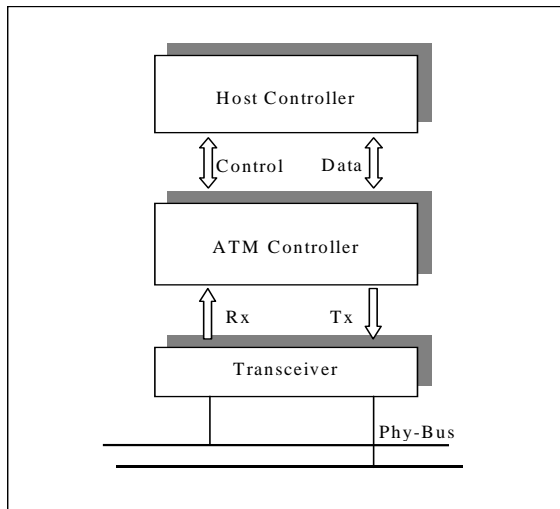 Host Controller
Control Data
ATM Controller
Rx Tx
Transceiver
Phy-Bus